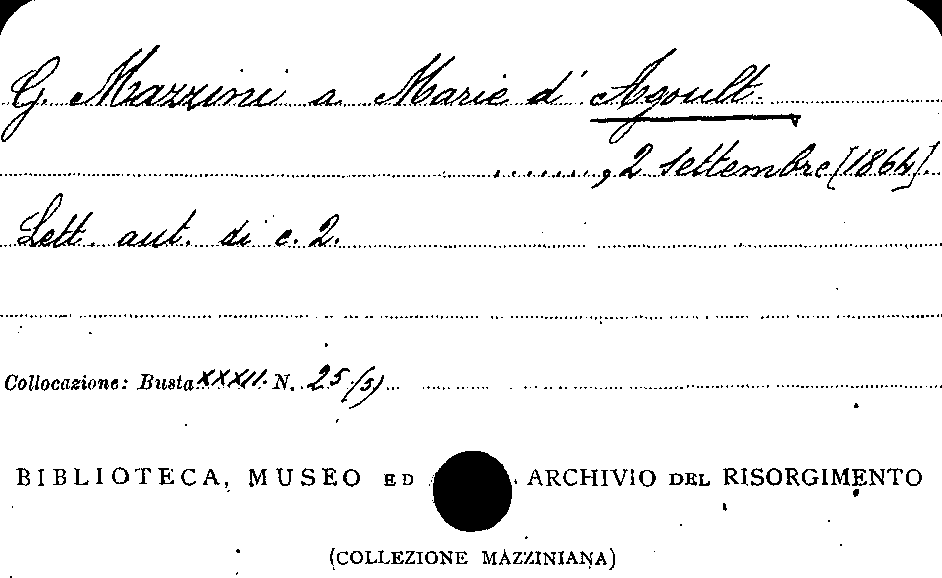 G. Mazzini a Marie d'Agoult.
......., 2 settembre [1864].
Lett. aut. di c. 2.
Collocazione: Busta XXXII. N. 25/(5)
BIBLIOTECA, MUSEO ED ARCHIVIO DEL RISORGIMENTO
(COLLEZIONE MAZZINIANA)